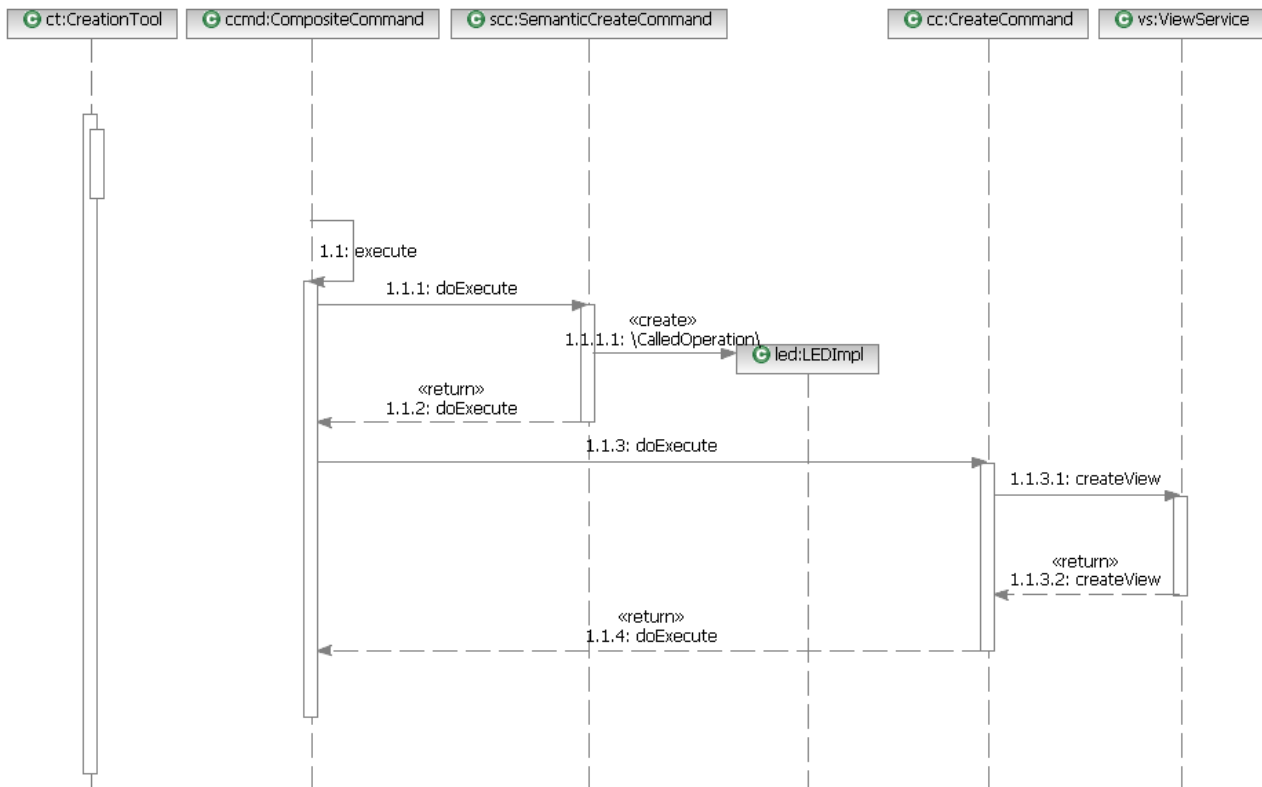 ct:CreationTool
ccmd:CompositeCommand
scc:SemanticCreateCommand
cc:CreateCommand
vs:ViewService
1.1: execute
1.1.1: doExecute
«create»
1.1.1.1: \CalledOperation\
led:LEDImpl
«return»
1.1.2: doExecute
1.1.3: doExecute
1.1.3.1: createView
«return»
1.1.3.2: createView
«return»
1.1.4: doExecute